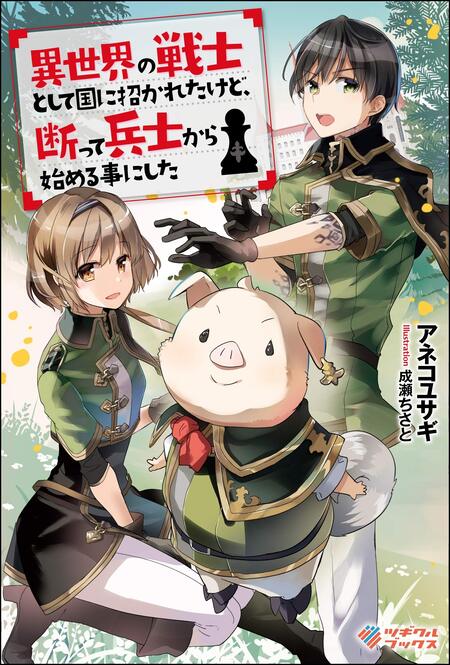 異世界の戦士
として国に招かれたけど、
断って兵士から
始める事にした
アネコユサギ
Illustration 成瀬ちさと
ツギクル
ブックス